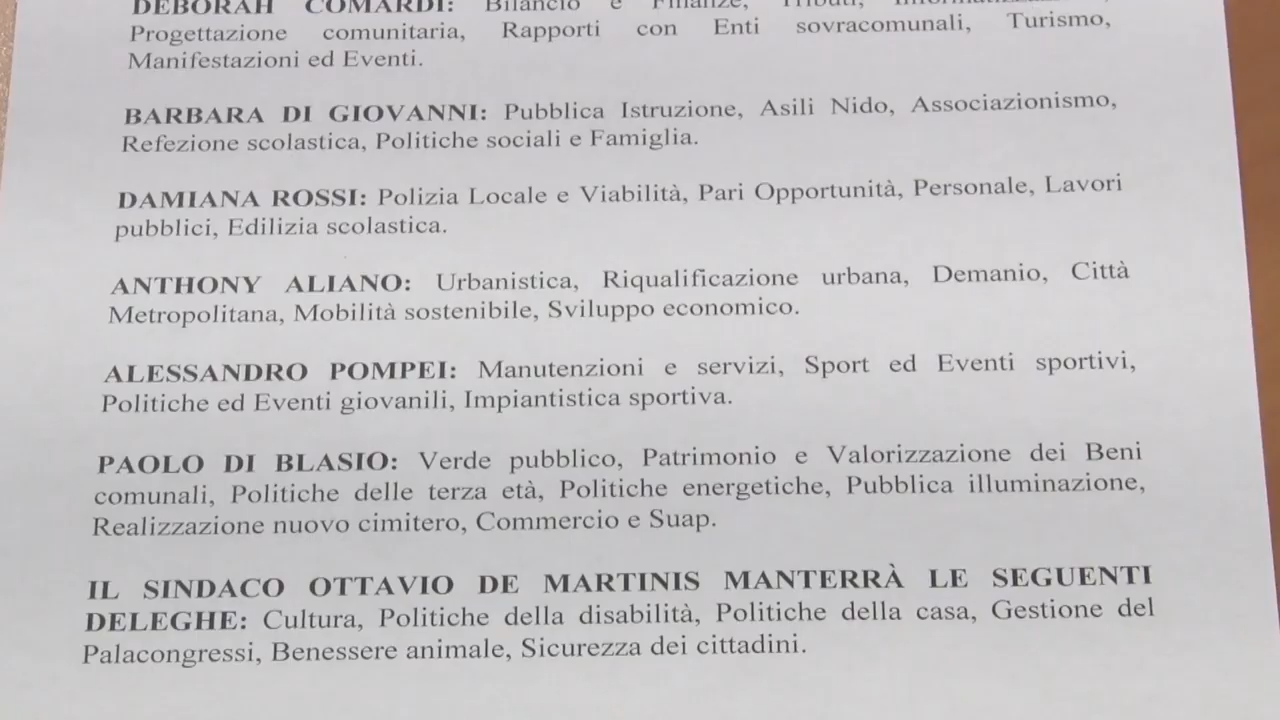 DEBORAH COMARDI: Bilancio e Finanze, Tributi,
Progettazione comunitaria, Rapporti con Enti sovracomunali, Turismo,
Manifestazioni ed Eventi.
BARBARA DI GIOVANNI: Pubblica Istruzione, Asili Nido, Associazionismo,
Refezione scolastica, Politiche sociali e Famiglia.
DAMIANA ROSSI: Polizia Locale e Viabilità, Pari Opportunità, Personale, Lavori
pubblici, Edilizia scolastica.
ANTHONY ALIANO: Urbanistica, Riqualificazione urbana, Demanio, Città
Metropolitana, Mobilità sostenibile, Sviluppo economico.
ALESSANDRO POMPEI: Manutenzioni e servizi, Sport ed Eventi sportivi,
Politiche ed Eventi giovanili, Impiantistica sportiva.
PAOLO DI BLASIO: Verde pubblico, Patrimonio e Valorizzazione dei Beni
comunali, Politiche delle terza età, Politiche energetiche, Pubblica illuminazione,
Realizzazione nuovo cimitero, Commercio e Suap.
IL SINDACO OTTAVIO DE MARTINIS MANTERRÀ LE SEGUENTI
DELEGHE: Cultura, Politiche della disabilità, Politiche della casa, Gestione del
Palacongressi, Benessere animale, Sicurezza dei cittadini.